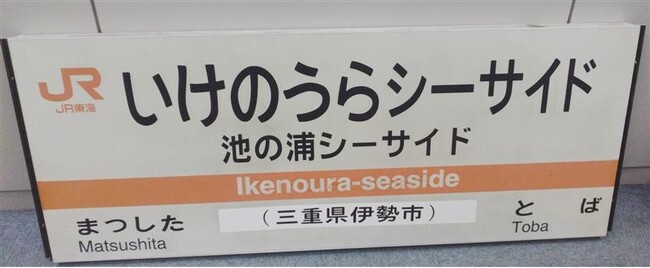 JR
JR東海
いけのうらシーサイド
池の浦シーサイド
Ikenoura-seaside
まつした
Matsushita
(三重県伊勢市)
とば
Toba